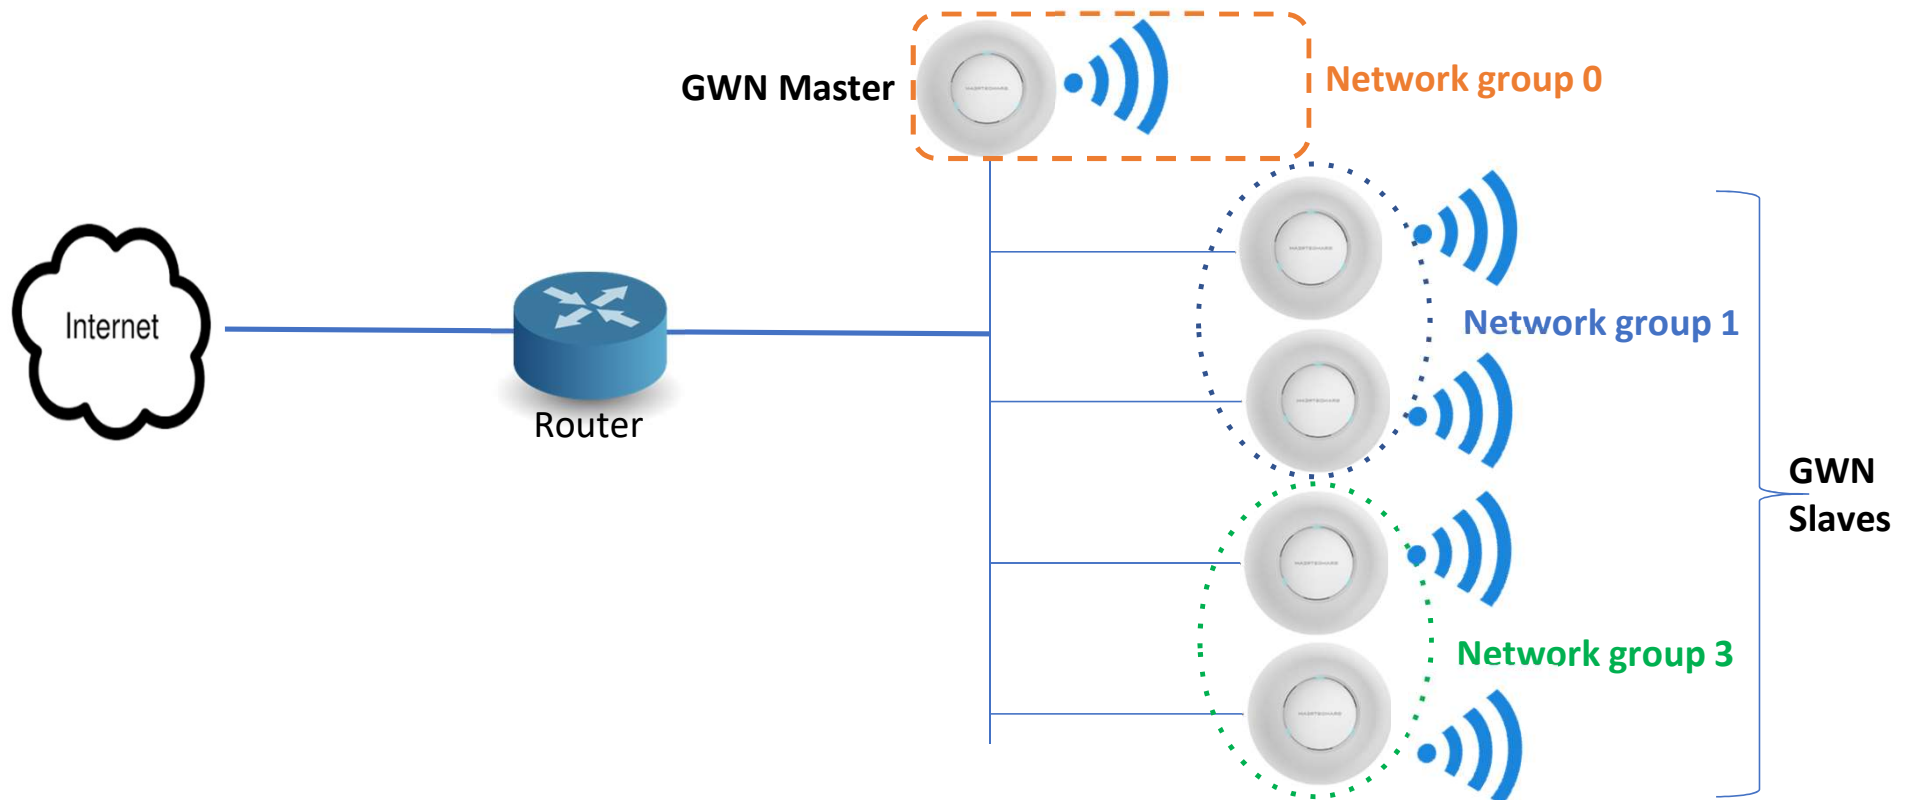 GWN Master
Network group 0
Internet
Router
Network group 1
GWN
Slaves
Network group 3